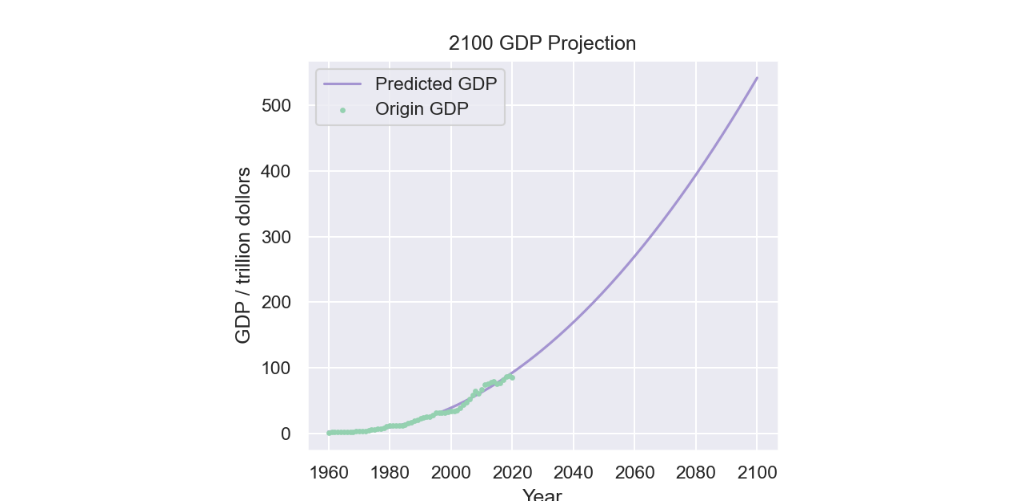 2100 GDP Projection
Predicted GDP
Origin GDP
GDP / trillion dollors
500
400
300
200
100
0
1960 1980 2000 2020 2040 2060 2080 2100
Year